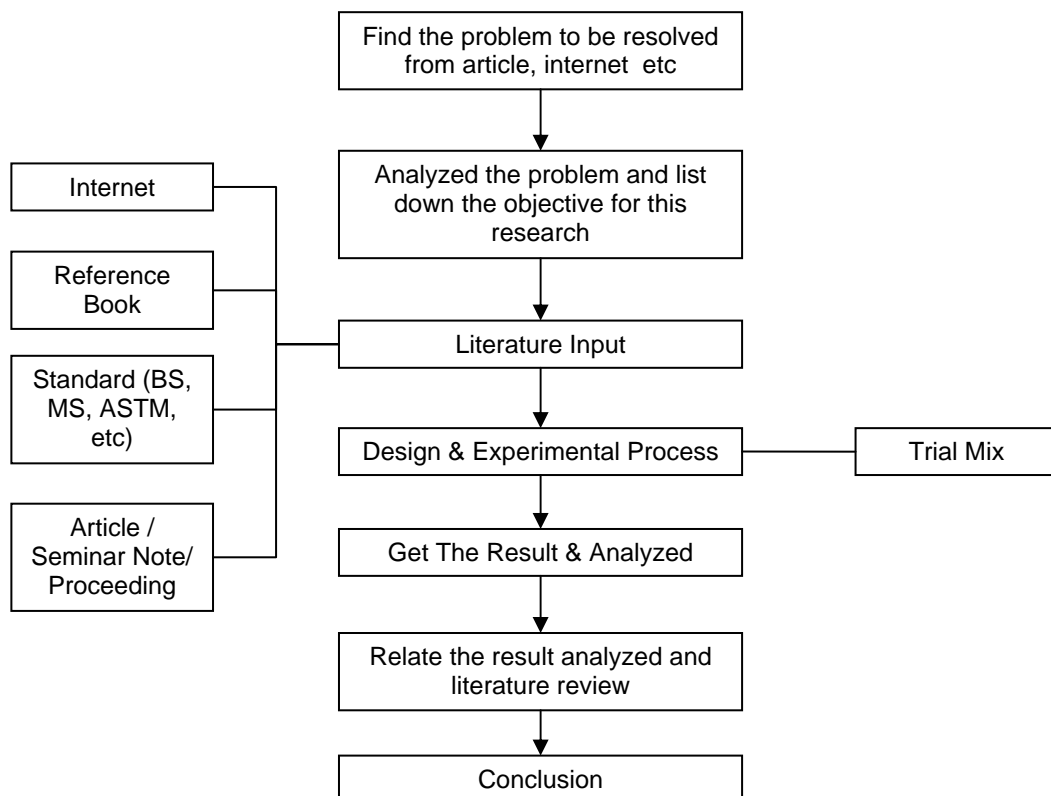 Find the problem to be resolved
from article, internet etc
Analyzed the problem and list
down the objective for this
research
Internet
Reference
Book
Literature Input
Standard (BS,
MS, ASTM,
etc)
Design & Experimental Process
Trial Mix
Article /
Seminar Note/
Proceeding
Get The Result & Analyzed
Relate the result analyzed and
literature review
Conclusion